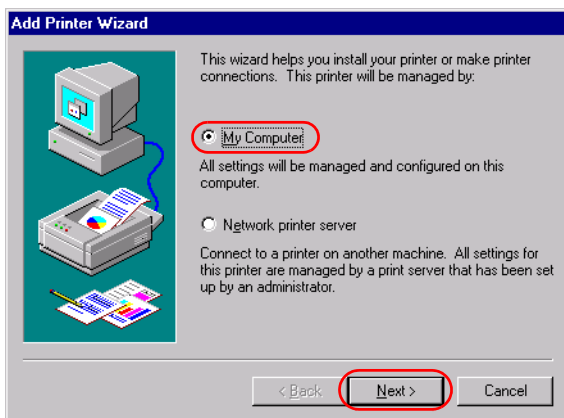 Add Printer Wizard
This wizard helps you install your printer or make printer
connections. This printer will be managed by:
My Computer
All settings will be managed and configured on this
computer.
Network printer server
Connect to a printer on another machine. All settings for
this printer are managed by a print server that has been set
up by an administrator.
< Back
Next >
Cancel